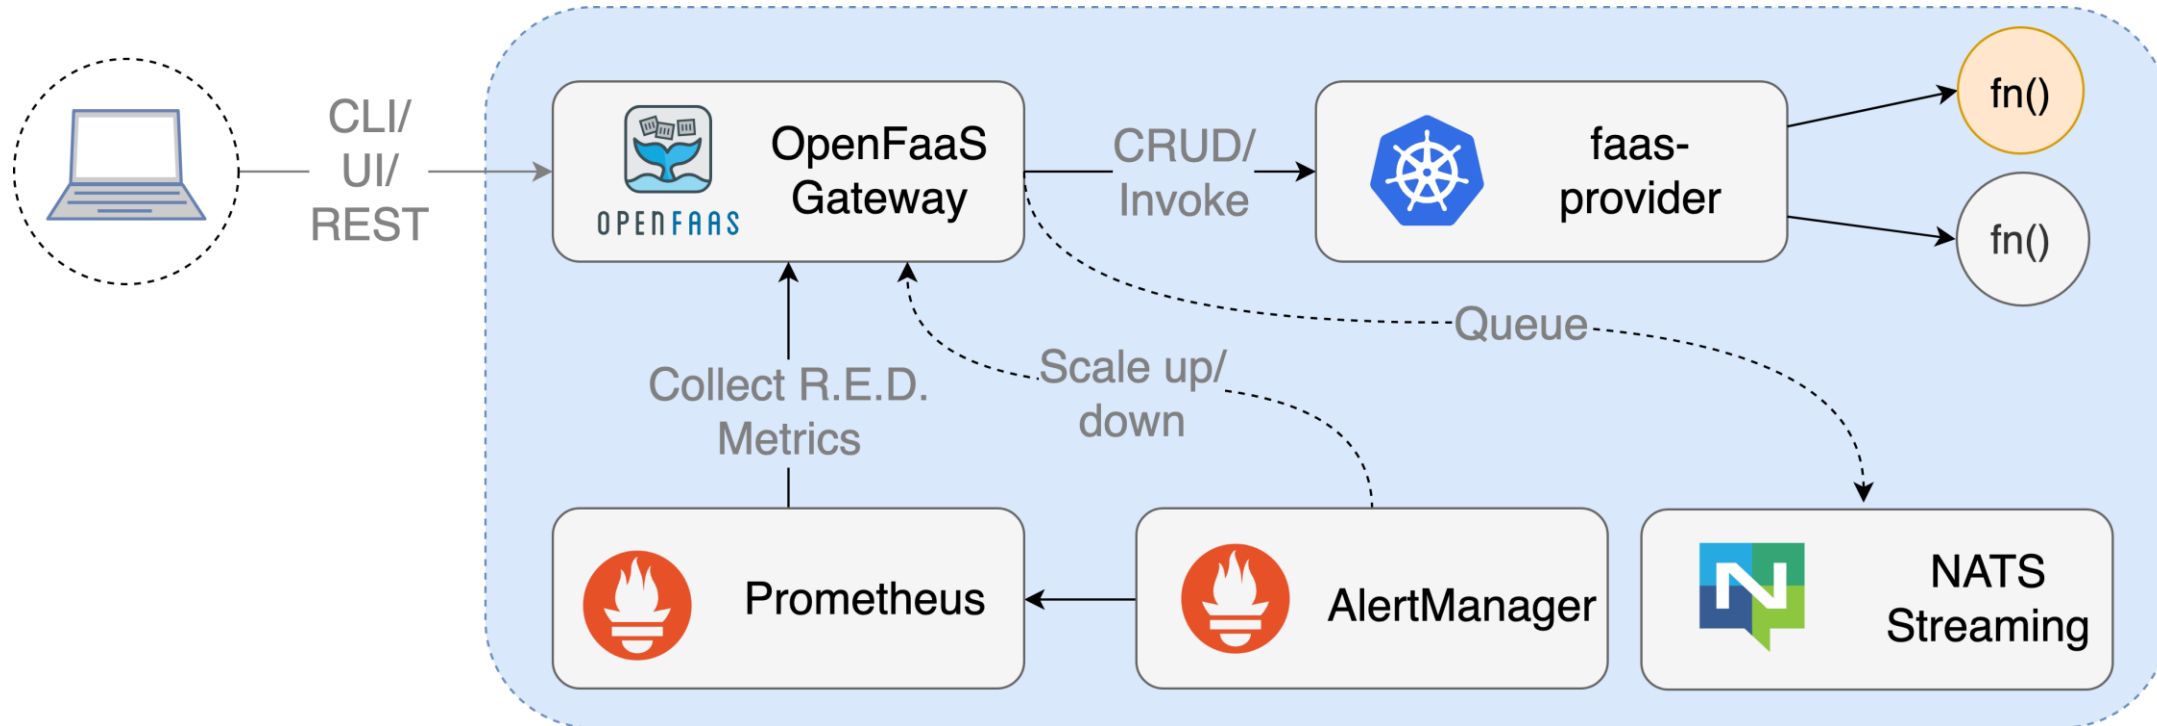 CLI/
UI/
REST
OPENFAAS
OpenFaaS
Gateway
CRUD/
Invoke
faas-
provider
fn()
fn()
Queue
Scale up/
down
Collect R.E.D.
Metrics
Prometheus
AlertManager
N
NATS
Streaming